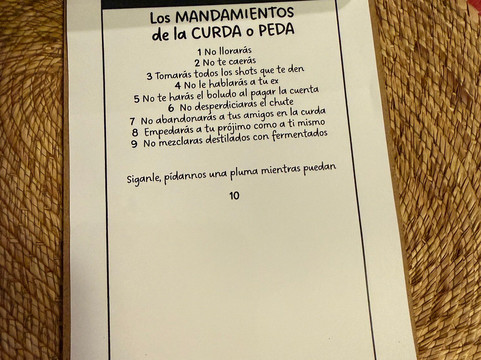 Los MANDAMIENTOS
de la CURDA o PEDA
1 No llorarás
2 No te caerás
3 Tomarás todos los shots que te den
4 No le hablarás a tu ex
5 No te harás el boludo al pagar la cuenta
6 No desperdiciarás el chute
7 No abandonarás a tus amigos en la curda
8 Empedarás a tu prójimo como a ti mismo
9 No mezclaras destilados con fermentados
Siganle, pídannos una pluma mientras puedan
10